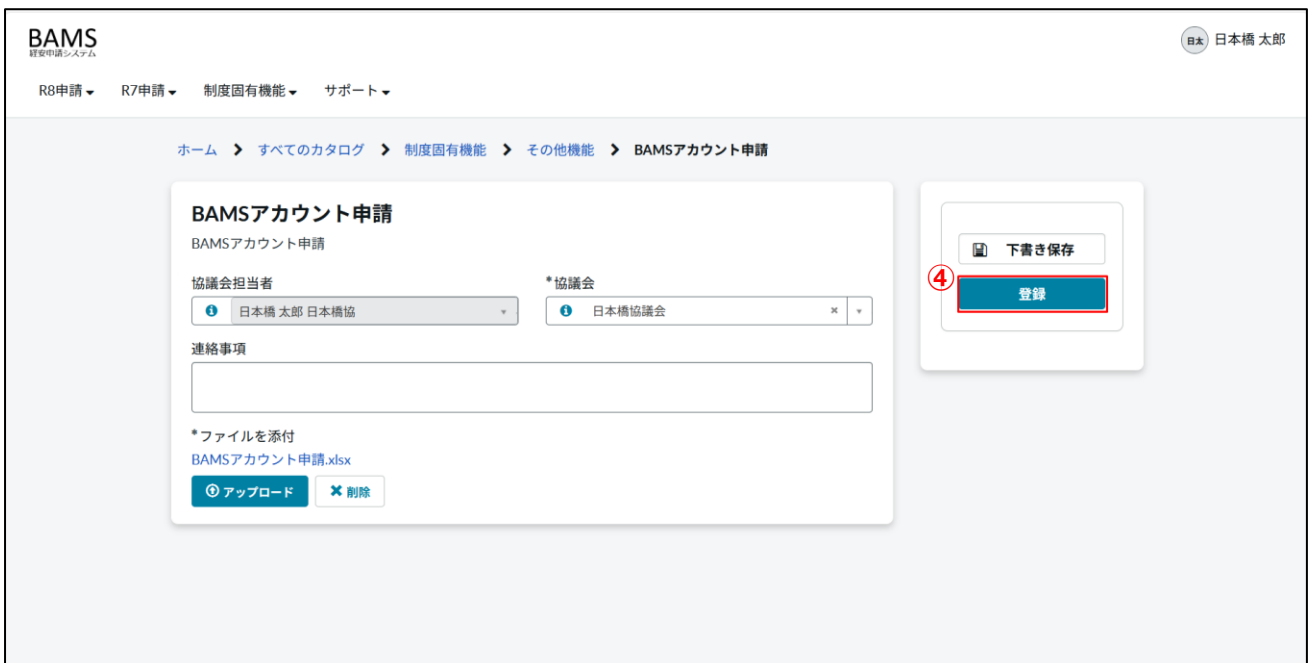 BAMS
経安申請システム
日太 日本橋 太郎
R8申請 R7申請 制度固有機能 サポート
ホーム すべてのカタログ 制度固有機能 その他機能 BAMSアカウント申請
BAMSアカウント申請
BAMSアカウント申請
協議会担当者 *協議会
日本橋 太郎 日本橋協 日本橋協議会
連絡事項
*ファイルを添付
BAMSアカウント申請.xlsx
アップロード 削除
下書き保存
④
登録